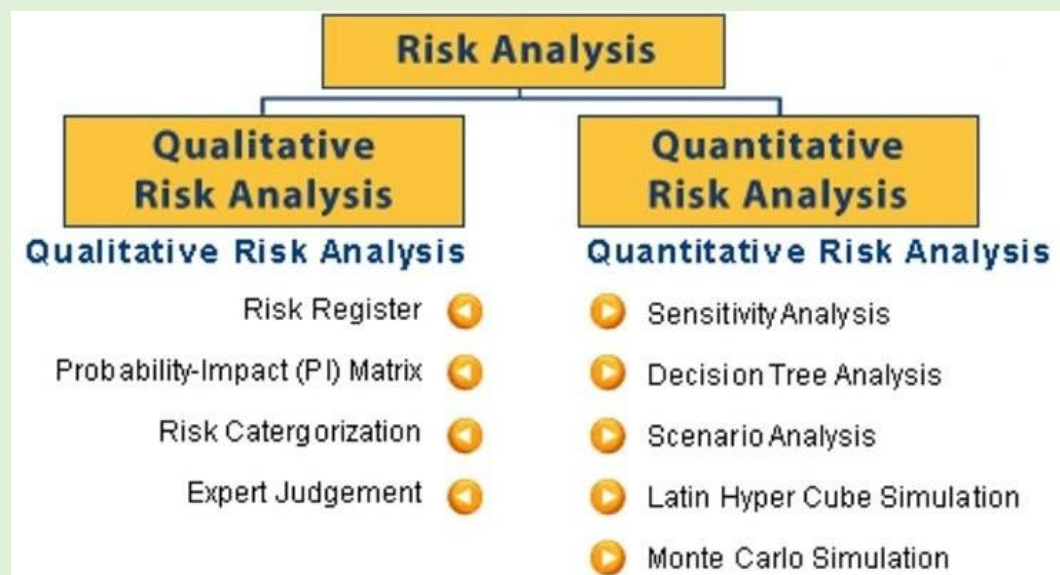 Risk Analysis
Qualitative
Risk Analysis
Quantitative
Risk Analysis
Qualitative Risk Analysis
Risk Register
Probability-Impact (PI) Matrix
Risk Catergorization
Expert Judgement
Quantitative Risk Analysis
Sensitivity Analysis
Decision Tree Analysis
Scenario Analysis
Latin Hyper Cube Simulation
Monte Carlo Simulation